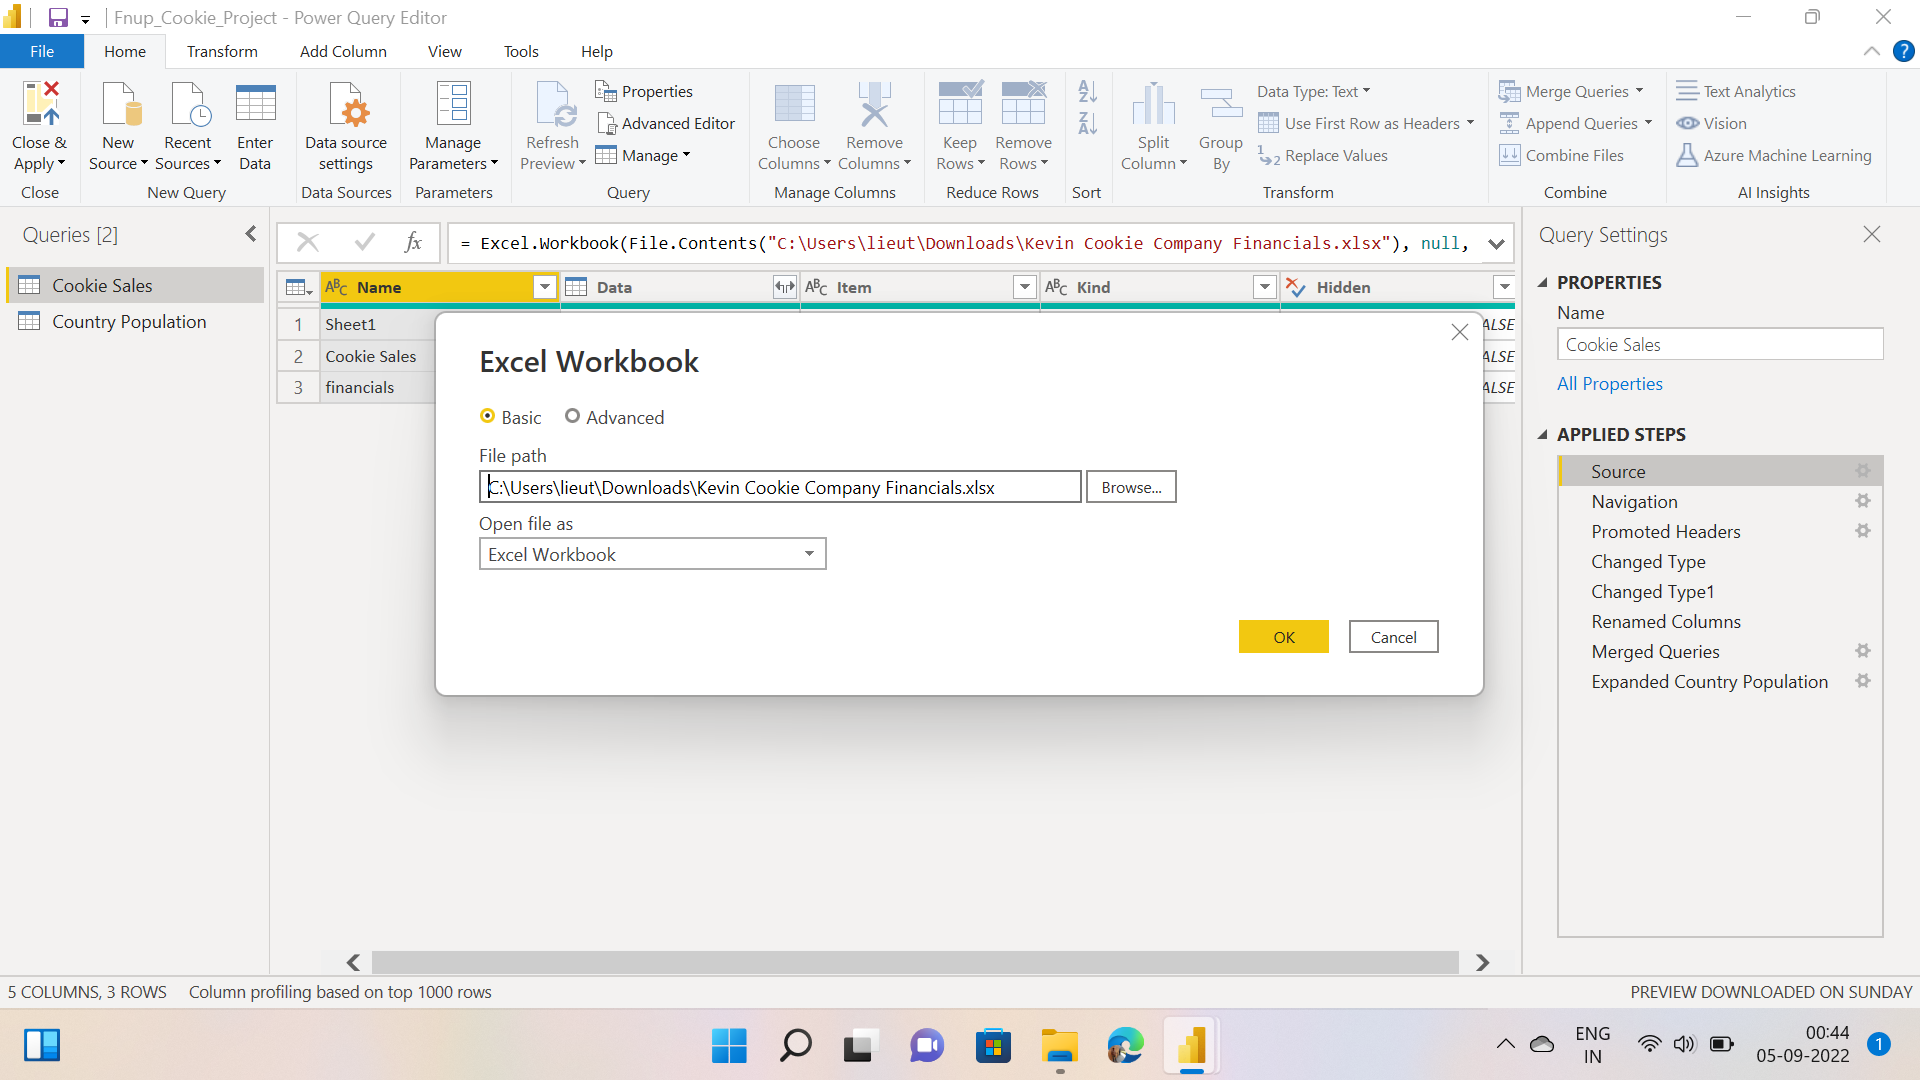 Fnup_Cookie_Project - Power Query Editor
File Home Transform Add Column View Tools Help
Close & Apply
Close
New Source
Recent Sources
Enter Data
New Query
Data source settings
Data Sources
Manage Parameters
Parameters
Refresh Preview
Properties
Advanced Editor
Manage
Query
Choose Columns
Remove Columns
Manage Columns
Keep Rows
Remove Rows
Reduce Rows
Sort
Split Column
Group By
Data Type: Text
Use First Row as Headers
Replace Values
Transform
Merge Queries
Append Queries
Combine Files
Combine
Text Analytics
Vision
Azure Machine Learning
AI Insights
Queries [2]
Cookie Sales
Country Population
fx
= Excel.Workbook(File.Contents("C:\Users\lieut\Downloads\Kevin Cookie Company Financials.xlsx"), null,
Name Data Item Kind Hidden
1 Sheet1 ALSE
2 Cookie Sales ALSE
3 financials ALSE
Excel Workbook
Basic Advanced
File path
C:\Users\lieut\Downloads\Kevin Cookie Company Financials.xlsx Browse...
Open file as
Excel Workbook
OK Cancel
Query Settings
PROPERTIES
Name
Cookie Sales
All Properties
APPLIED STEPS
Source
Navigation
Promoted Headers
Changed Type
Changed Type1
Renamed Columns
Merged Queries
Expanded Country Population
5 COLUMNS, 3 ROWS Column profiling based on top 1000 rows
PREVIEW DOWNLOADED ON SUNDAY
ENG
IN
00:44
05-09-2022
1